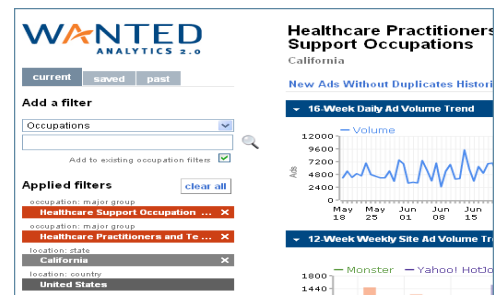 WANTED
ANALYTICS 2.0
current saved past
Add a filter
Occupations
Add to existing occupation filters
Applied filters
clear all
occupation: major group
Healthcare Support Occupation ... ×
occupation: major group
Healthcare Practitioners and Te ... ×
location: state
California ×
location: country
United States
Healthcare Practitioners
Support Occupations
California
New Ads Without Duplicates Histori
16-Week Daily Ad Volume Trend
Volume
Ads
12000
9600
7200
4800
2400
0
May 18
May 25
Jun 01
Jun 08
Jun 15
12-Week Weekly Site Ad Volume Tr
Monster Yahoo! HotJo
1800
1440